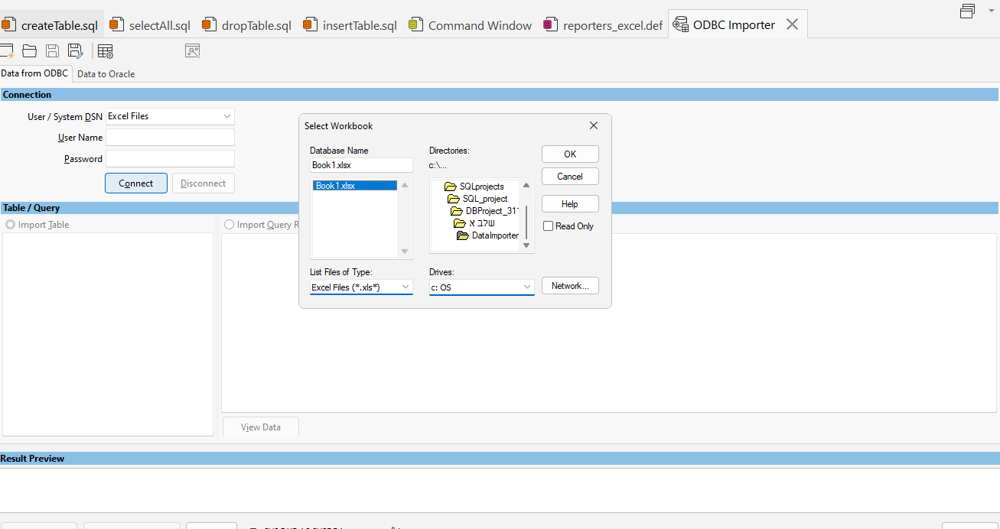 createTable.sql selectAll.sql dropTable.sql insertTable.sql Command Window reporters_excel.def ODBC Importer
Data from ODBC Data to Oracle
Connection
User / System DSN Excel Files
User Name
Password
Connect Disconnect
Select Workbook
Database Name
Book1.xlsx
Book1.xlsx
List Files of Type:
Excel Files (*.xls*)
Directories:
c:\...
SQLprojects
SQL_project
DBProject_311
שלב א
DataImporter
Drives:
c: OS
OK
Cancel
Help
Read Only
Network...
Table / Query
Import Table
Import Query R
View Data
Result Preview